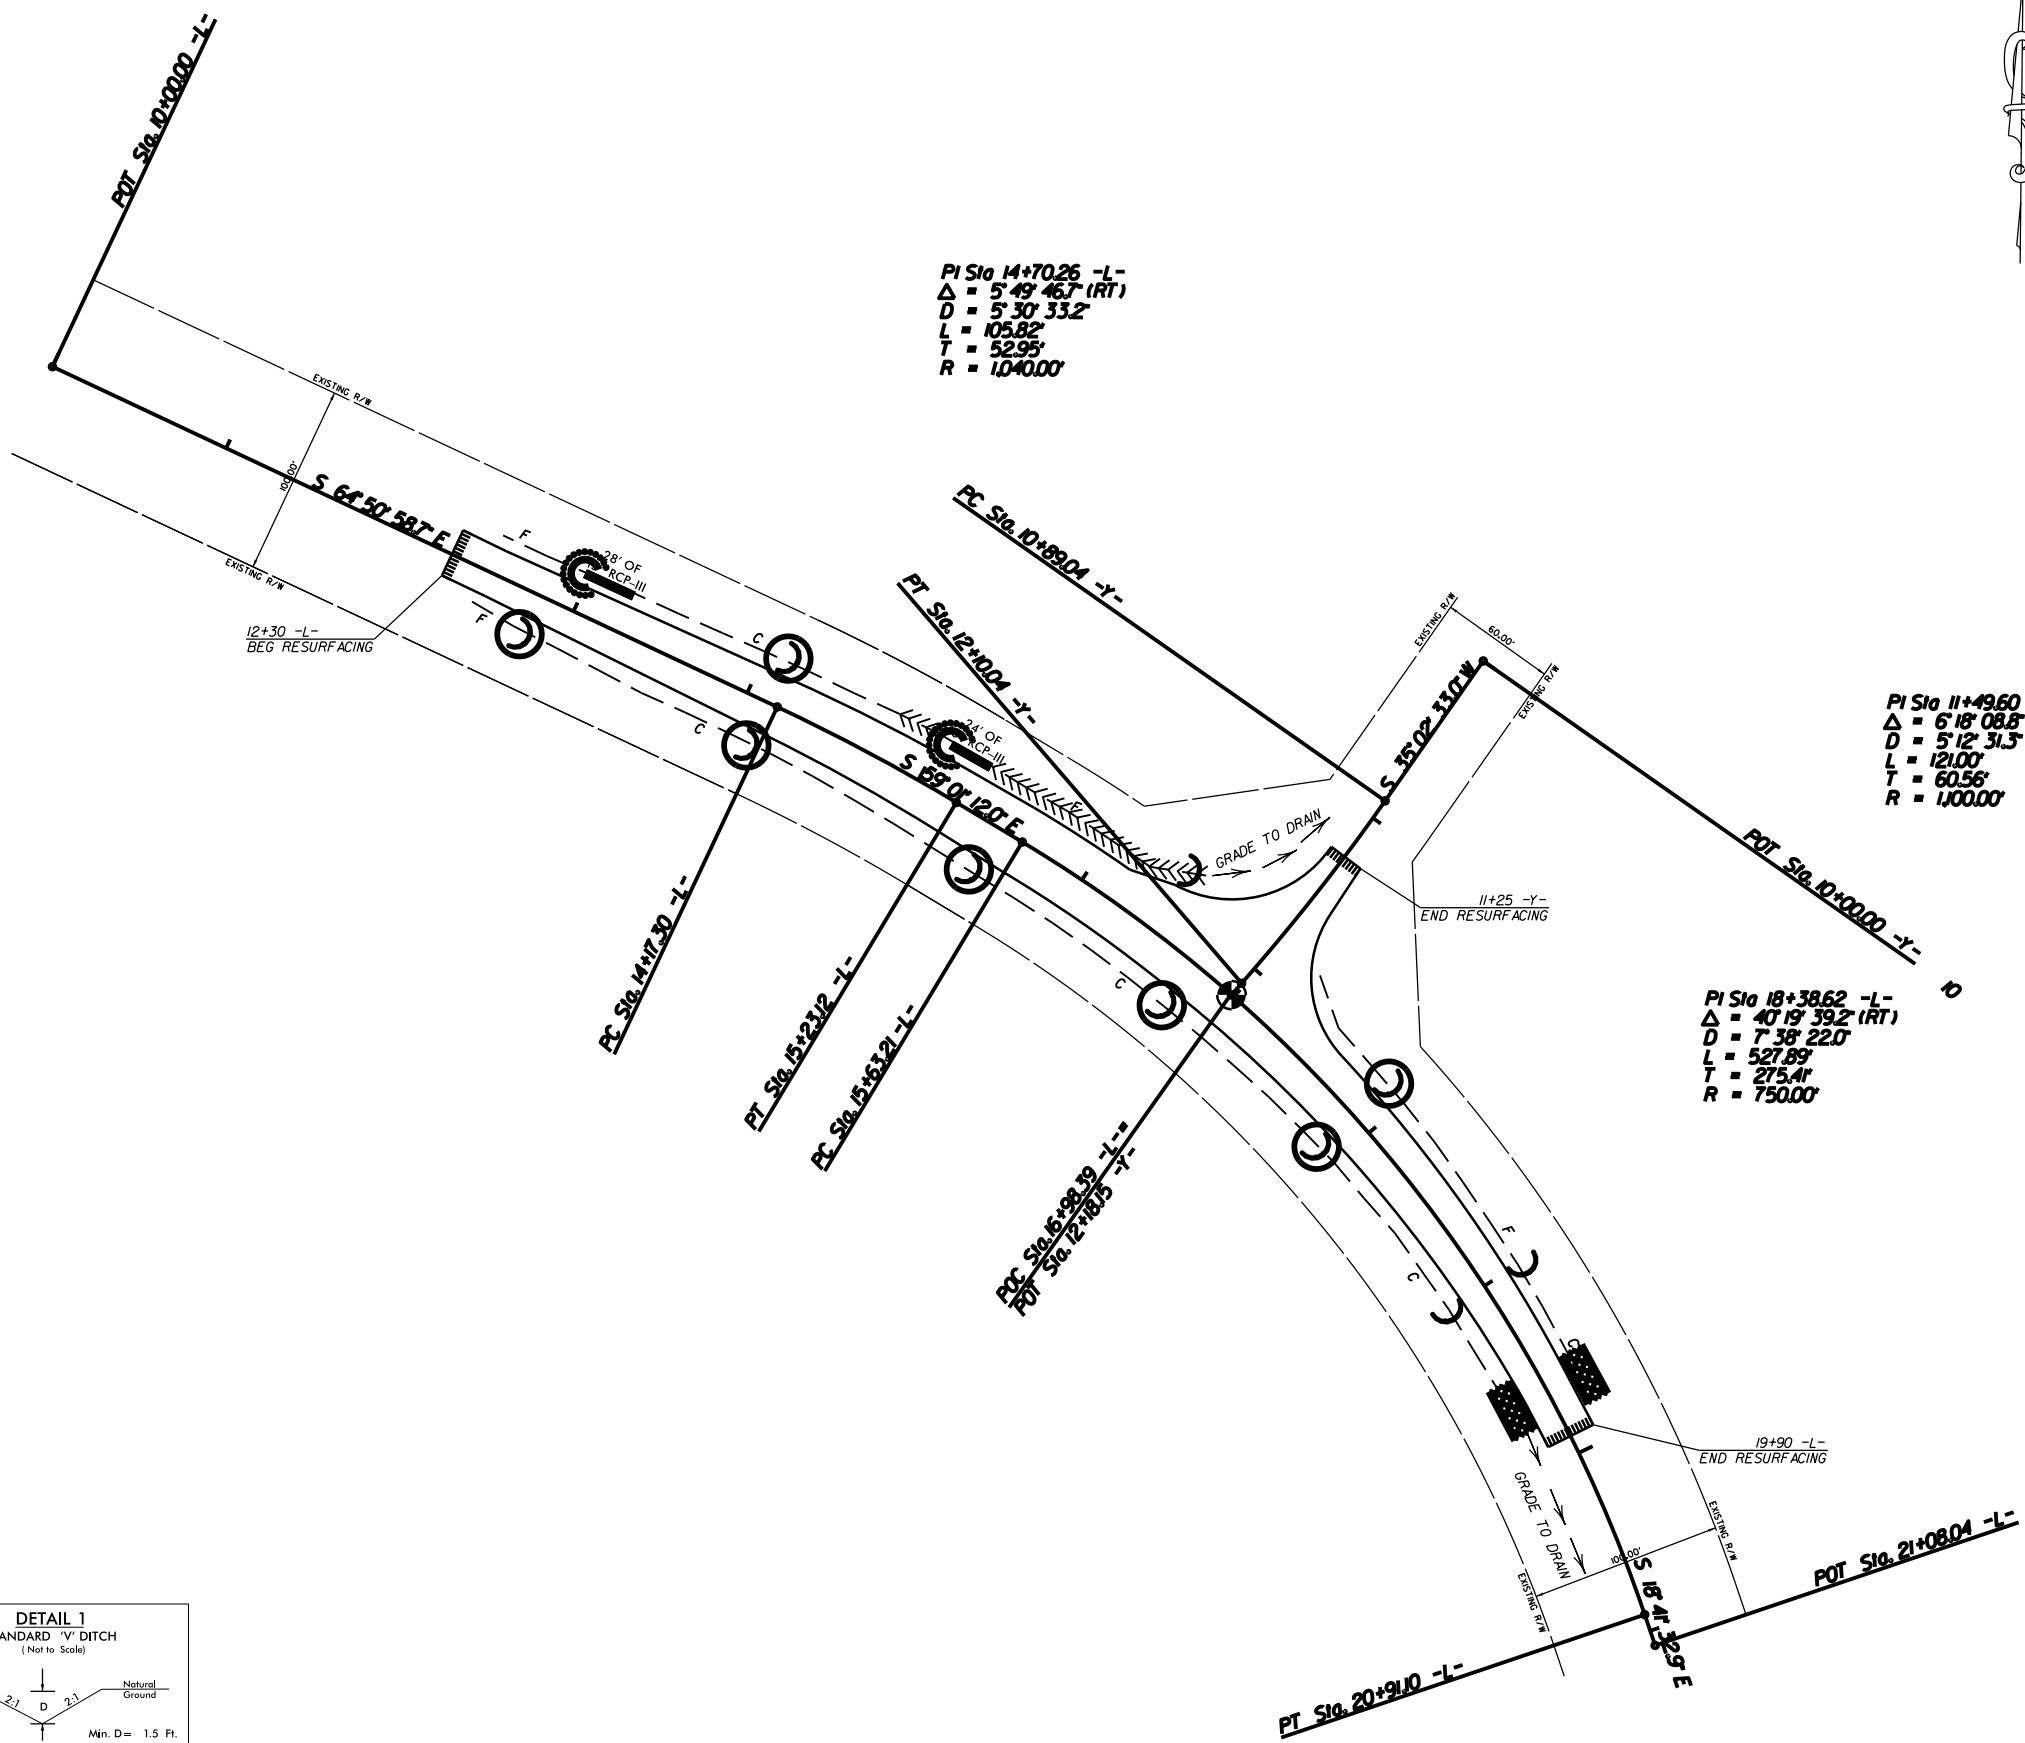 POT Sta. 10+00.00 -L-
PI Sta 14+70.26 -L-
Δ = 5° 49' 46.7" (RT)
D = 5° 30' 33.2"
L = 105.82'
T = 52.95'
R = 1,040.00'
EXISTING R/W
100.00'
S 64° 50' 58.7" E
EXISTING R/W
F
28' OF
RCP-III
12+30 -L-
BEG RESURFACING
F
C
C
PC Sta. 10+89.04 -Y-
PT Sta. 12+10.04 -Y-
EXISTING R/W
60.00'
EXISTING R/W
S 35° 02' 33.0" W
24' OF
RCP-III
S 59° 01' 12.0" E
F
GRADE TO DRAIN
PI Sta 11+49.60
Δ = 6° 18' 08.8"
D = 5° 12' 31.3"
L = 121.00'
T = 60.56'
R = 1,100.00'
POT Sta. 10+00.00 -Y-
11+25 -Y-
END RESURFACING
10
PC Sta. 14+17.30 -L-
PT Sta. 15+23.12 -L-
PC Sta. 15+63.21 -L-
C
PI Sta 18+38.62 -L-
Δ = 40° 19' 39.2" (RT)
D = 7° 38' 22.0"
L = 527.89'
T = 275.41'
R = 750.00'
POC Sta. 16+98.39 -L- =
POT Sta. 12+18.15 -Y-
F
C
C
19+90 -L-
END RESURFACING
GRADE TO DRAIN
EXISTING R/W
100.00'
EXISTING R/W
S 18° 41' 32.9" E
POT Sta. 21+08.04 -L-
PT Sta. 20+91.10 -L-
DETAIL 1
ANDARD 'V' DITCH
( Not to Scale)
2:1
D
2:1
Natural
Ground
Min. D= 1.5 Ft.